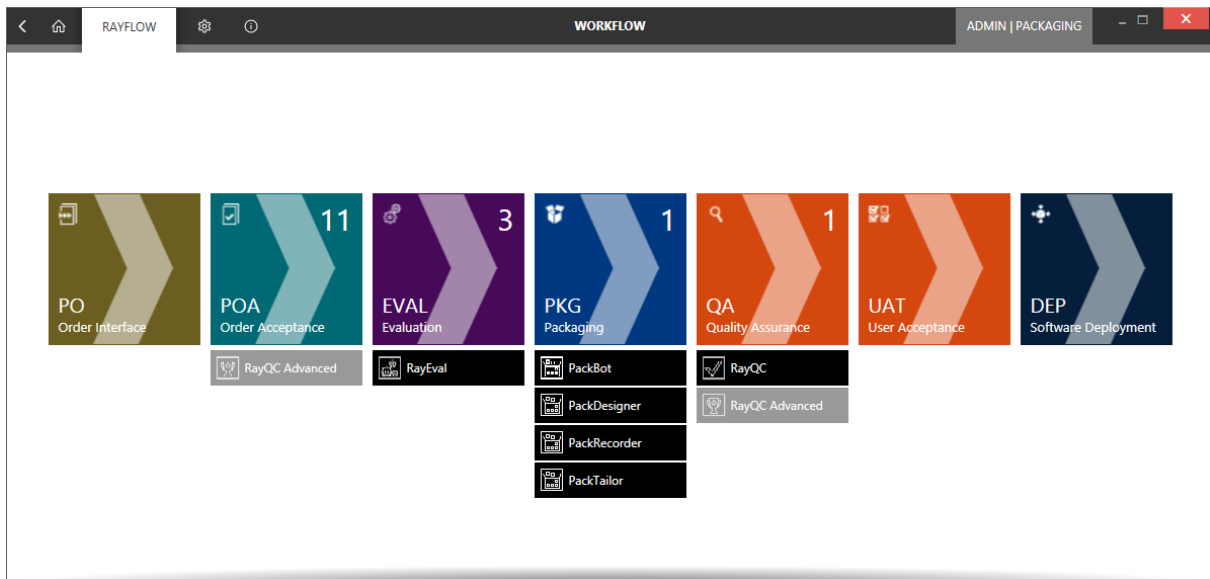 RAYFLOW
WORKFLOW
ADMIN | PACKAGING
PO
Order Interface
11
POA
Order Acceptance
3
EVAL
Evaluation
1
PKG
Packaging
1
QA
Quality Assurance
UAT
User Acceptance
DEP
Software Deployment
RayQC Advanced
RayEval
PackBot
PackDesigner
PackRecorder
PackTailor
RayQC
RayQC Advanced